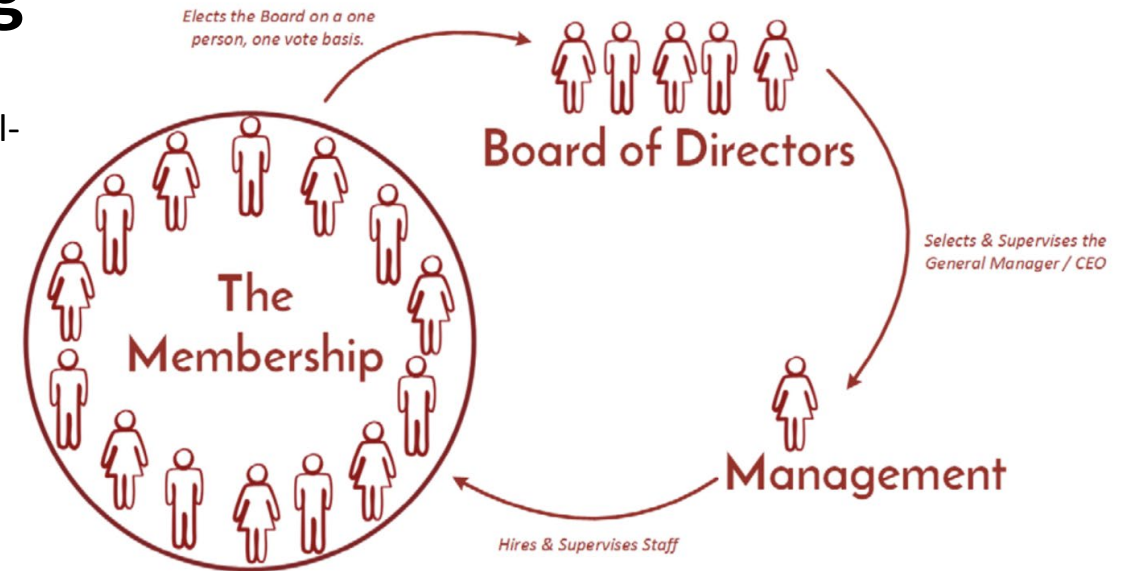 g
l-
Elects the Board on a one
person, one vote basis.
Board of Directors
Selects & Supervises the
General Manager / CEO
The
Membership
Management
Hires & Supervises Staff